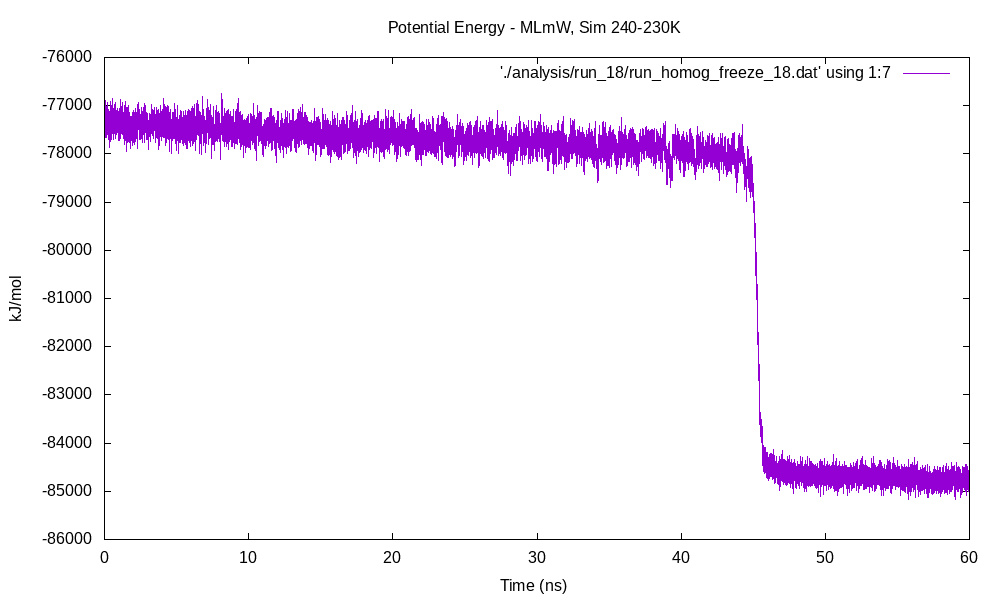 Potential Energy - MLmW, Sim 240-230K
'./analysis/run_18/run_homog_freeze_18.dat' using 1:7
-76000
-77000
-78000
-79000
-80000
-81000
-82000
-83000
-84000
-85000
-86000
kJ/mol
0 10 20 30 40 50 60
Time (ns)